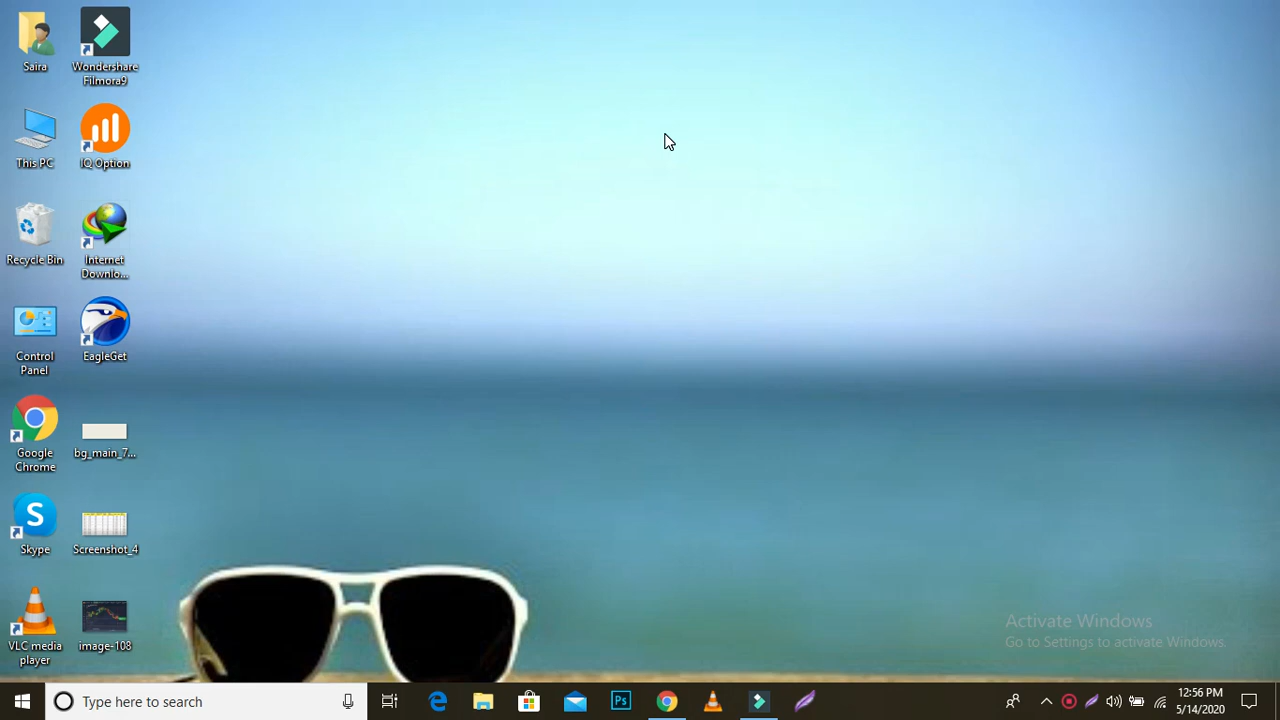 Saira
Wondershare
Filmora9
This PC
IQ Option
Recycle Bin
Internet
Downlo...
Control
Panel
EagleGet
Google
Chrome
bg_main_7...
Skype
Screenshot_4
VLC media
player
image-108
Activate Windows
Go to Settings to activate Windows.
Type here to search
Ps
12:56 PM
5/14/2020